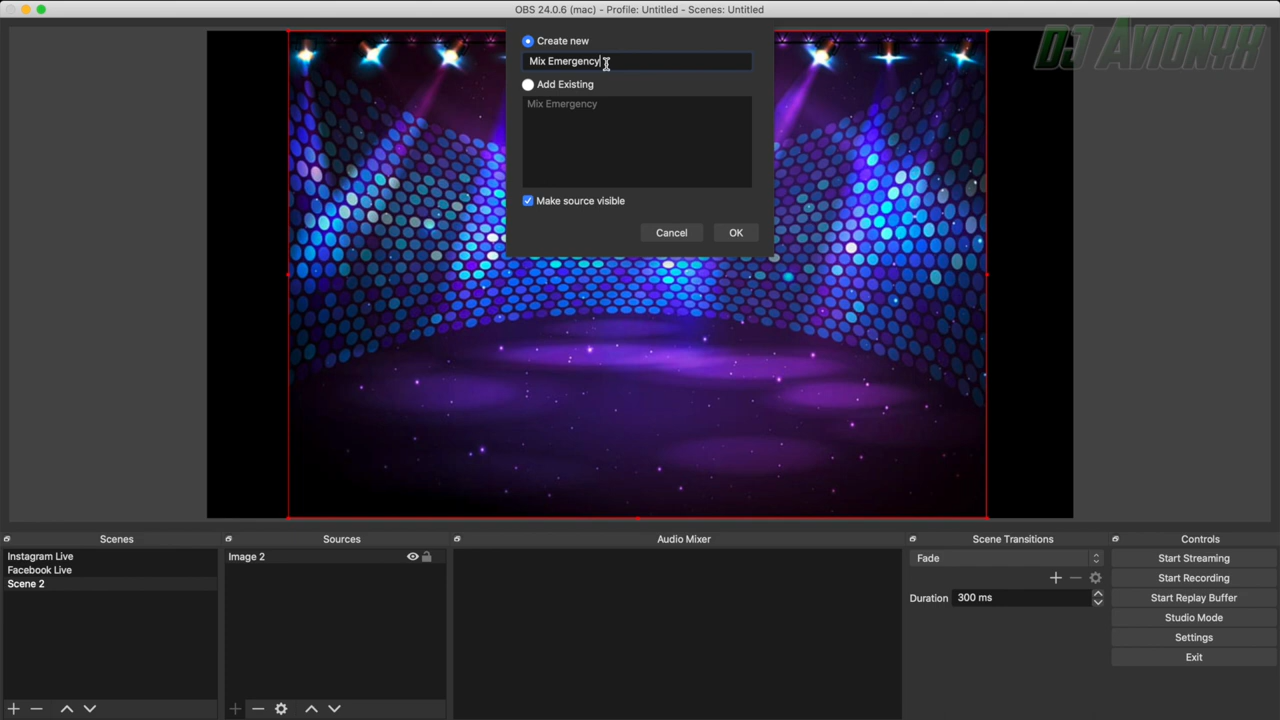 OBS 24.0.6 (mac) - Profile: Untitled - Scenes: Untitled
DJ AVIONYX
Create new
Mix Emergency
Add Existing
Mix Emergency
Make source visible
Cancel
OK
Scenes
Instagram Live
Facebook Live
Scene 2
Sources
Image 2
Audio Mixer
Scene Transitions
Fade
Duration
300 ms
Controls
Start Streaming
Start Recording
Start Replay Buffer
Studio Mode
Settings
Exit